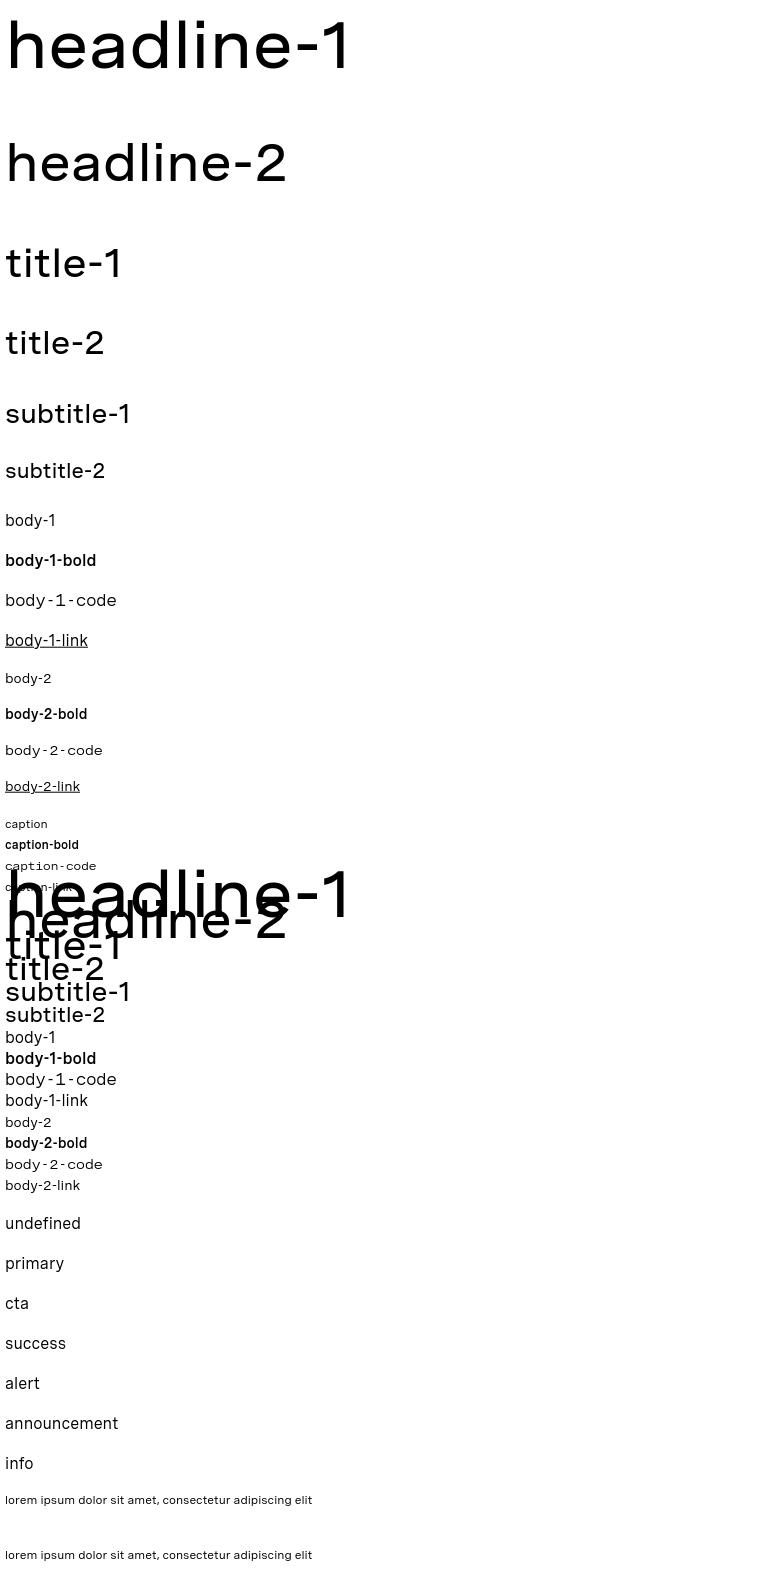 headline-1
headline-2
title-1
title-2
subtitle-1
subtitle-2
body-1
body-1-bold
body-1-code
body-1-link
body-2
body-2-bold
body-2-code
body-2-link
caption
caption-bold
caption-code
caption-link
headline-1
headline-2
title-1
title-2
subtitle-1
subtitle-2
body-1
body-1-bold
body-1-code
body-1-link
body-2
body-2-bold
body-2-code
body-2-link
undefined
primary
cta
success
alert
announcement
info
lorem ipsum dolor sit amet, consectetur adipiscing elit
lorem ipsum dolor sit amet, consectetur adipiscing elit